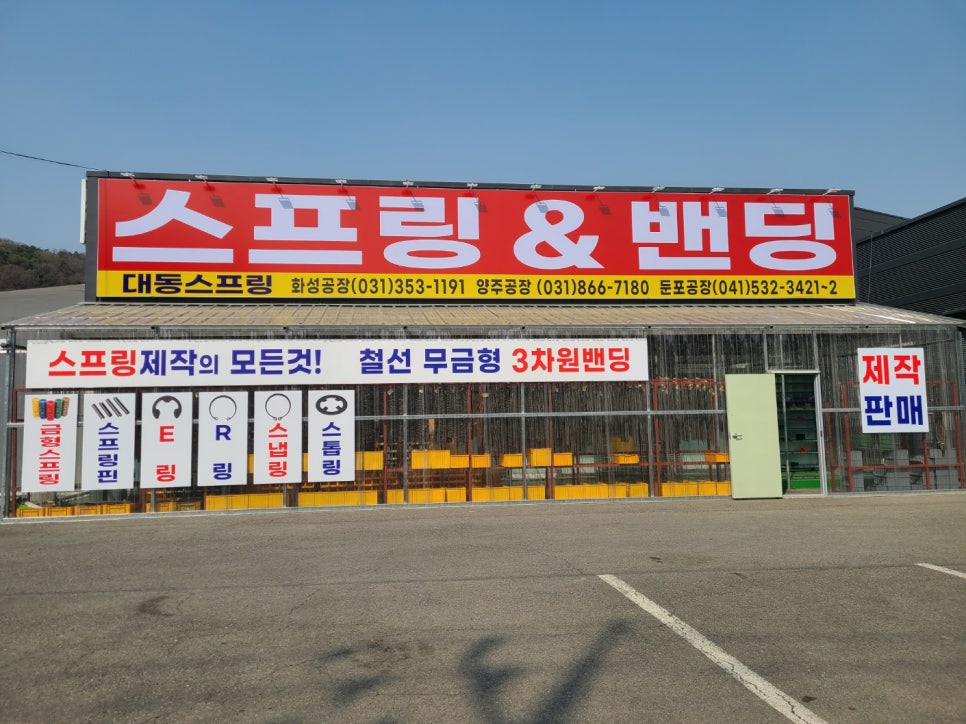 스프링 & 밴딩
대동스프링 화성공장(031)353-1191 양주공장 (031)866-7180 둔포공장(041)532-3421~2
스프링제작의 모든것! 철선 무금형 3차원밴딩
금형스프링
스프링핀
E링
R링
스냅링
스톱링
제작
판매